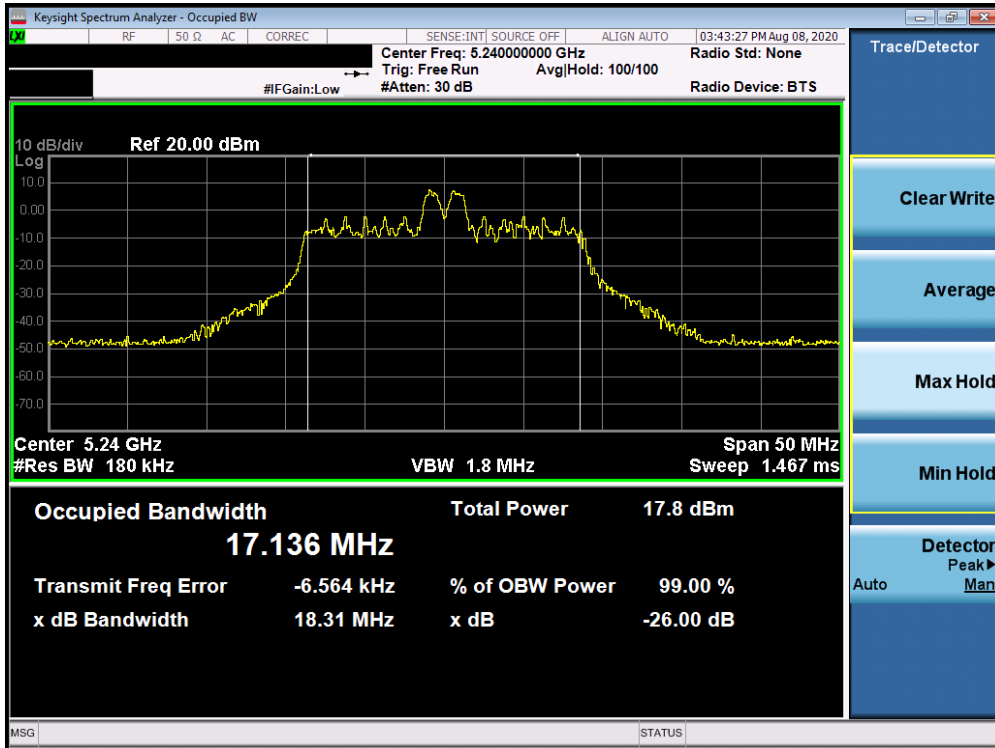 Keysight Spectrum Analyzer - Occupied BW
LXI RF 50 Ω AC CORREC SENSE:INT SOURCE OFF ALIGN AUTO 03:43:27 PM Aug 08, 2020
Center Freq: 5.240000000 GHz Radio Std: None
Trig: Free Run Avg|Hold: 100/100
#IFGain:Low #Atten: 30 dB Radio Device: BTS
10 dB/div Ref 20.00 dBm
Log
10.0
0.00
-10.0
-20.0
-30.0
-40.0
-50.0
-60.0
-70.0
Center 5.24 GHz Span 50 MHz
#Res BW 180 kHz VBW 1.8 MHz Sweep 1.467 ms
Occupied Bandwidth Total Power 17.8 dBm
17.136 MHz
Transmit Freq Error -6.564 kHz % of OBW Power 99.00 %
x dB Bandwidth 18.31 MHz x dB -26.00 dB
MSG STATUS
Trace/Detector
Clear Write
Average
Max Hold
Min Hold
Detector
Peak▶
Auto Man